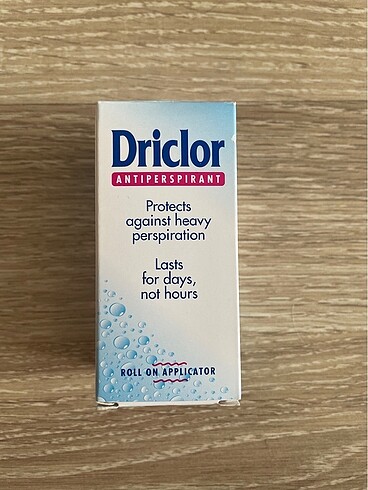 Driclor
ANTIPERSPIRANT
Protects
against heavy
perspiration
Lasts
for days,
not hours
ROLL ON APPLICATOR